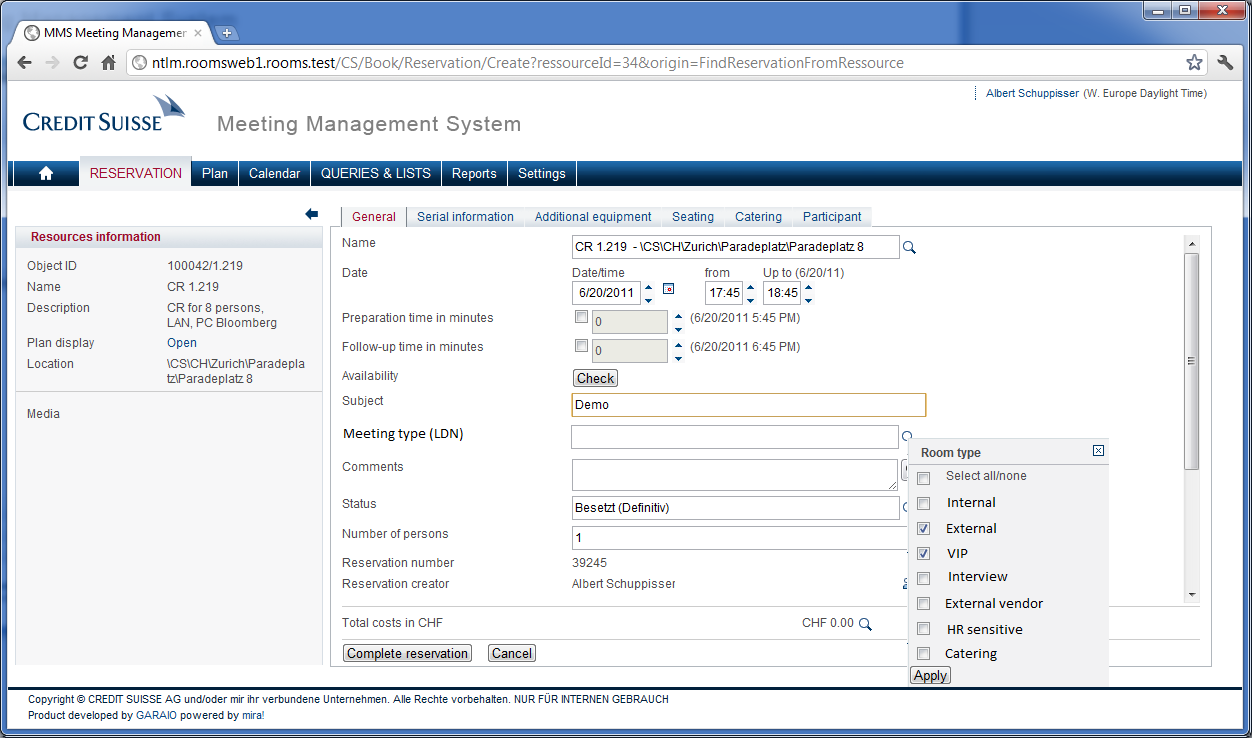 MMS Meeting Managemer
ntlm.roomsweb1.rooms.test/CS/Book/Reservation/Create?ressourceId=34&origin=FindReservationFromRessource
Albert Schuppisser (W. Europe Daylight Time)
CREDIT SUISSE
Meeting Management System
RESERVATION Plan Calendar QUERIES & LISTS Reports Settings
General Serial information Additional equipment Seating Catering Participant
Resources information
Object ID 100042/1.219
Name CR 1.219
Description CR for 8 persons,
LAN, PC Bloomberg
Plan display Open
Location \CS\CH\Zurich\Paradepla
tz\Paradeplatz 8
Media
Name CR 1.219 - \CS\CH\Zurich\Paradeplatz\Paradeplatz 8
Date Date/time from Up to (6/20/11)
6/20/2011 17:45 18:45
Preparation time in minutes 0 (6/20/2011 5:45 PM)
Follow-up time in minutes 0 (6/20/2011 6:45 PM)
Availability Check
Subject Demo
Meeting type (LDN)
Comments
Status Besetzt (Definitiv)
Number of persons 1
Reservation number 39245
Reservation creator Albert Schuppisser
Total costs in CHF CHF 0.00
Complete reservation Cancel
Room type
Select all/none
Internal
External
VIP
Interview
External vendor
HR sensitive
Catering
Apply
Copyright © CREDIT SUISSE AG und/oder mir ihr verbundene Unternehmen. Alle Rechte vorbehalten. NUR FÜR INTERNEN GEBRAUCH
Product developed by GARAIO powered by mira!